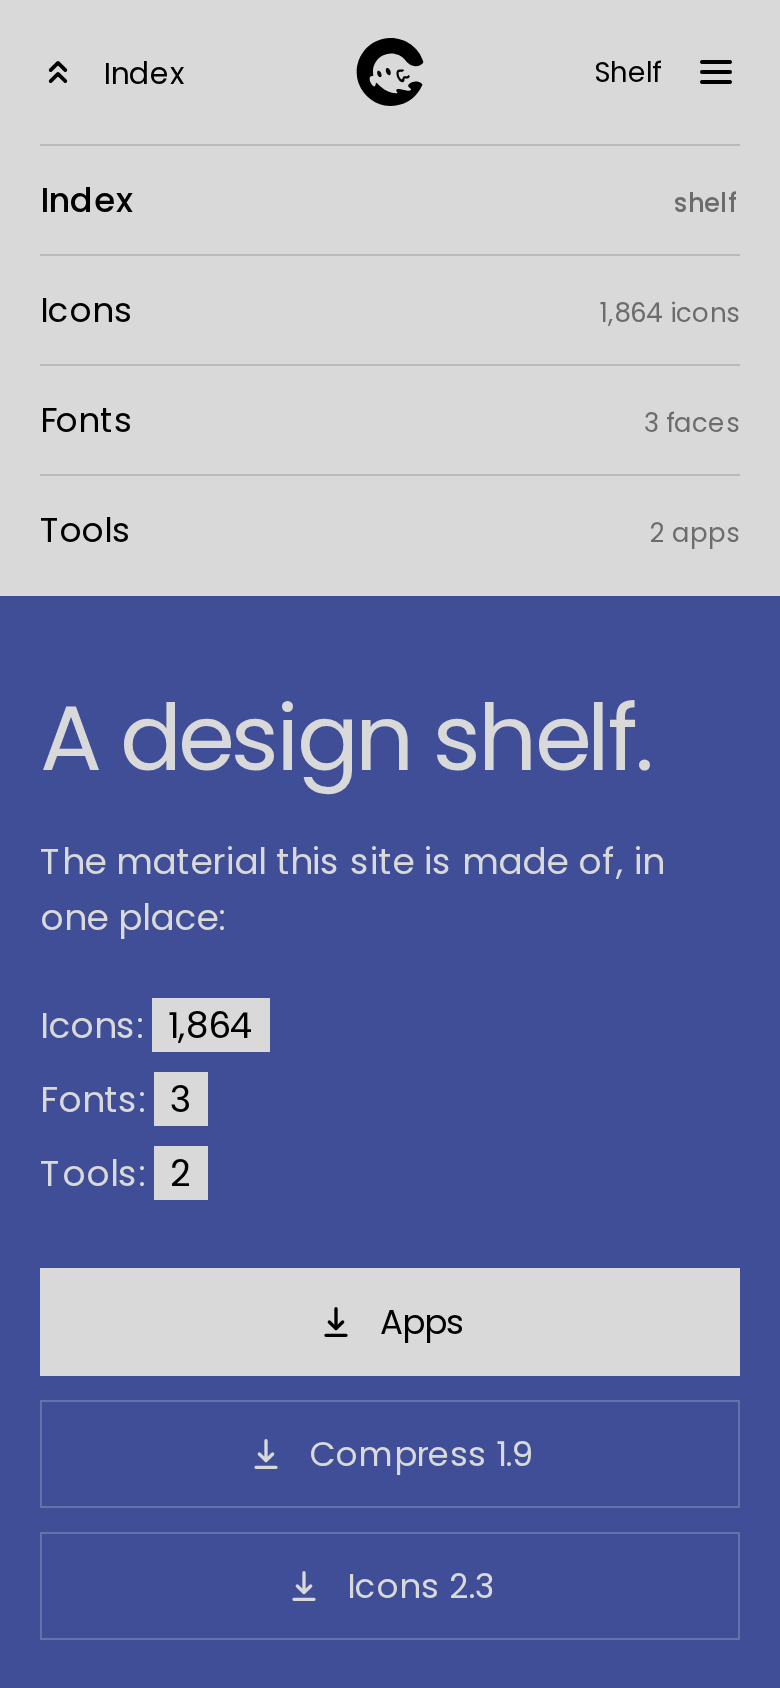 Index
Shelf
Index
shelf
Icons
1,864 icons
Fonts
3 faces
Tools
2 apps
A design shelf.
The material this site is made of, in
one place:
Icons: 1,864
Fonts: 3
Tools: 2
Apps
Compress 1.9
Icons 2.3